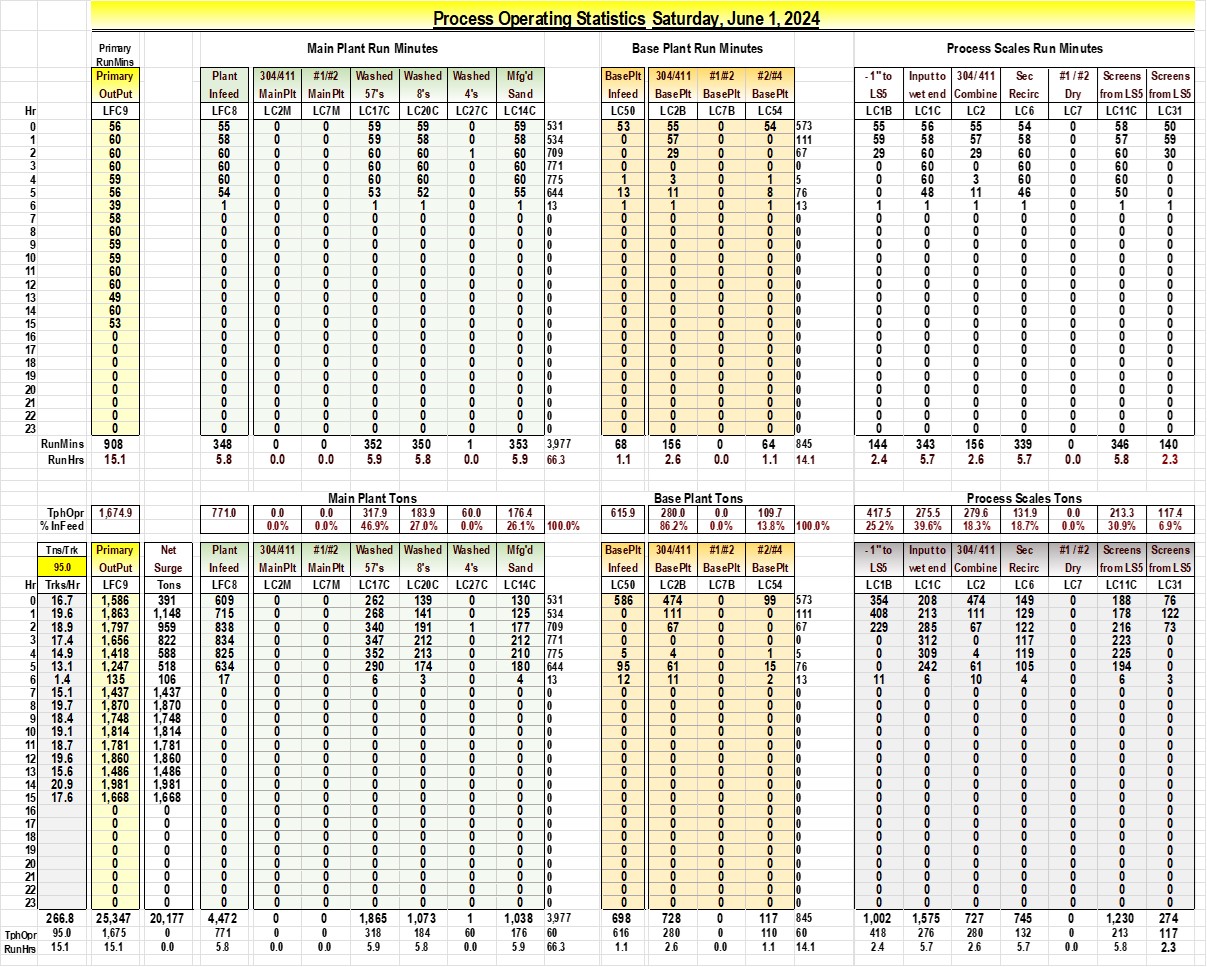 Process Operating Statistics Saturday, June 1, 2024
Primary Main Plant Run Minutes Base Plant Run Minutes Process Scales Run Minutes
RunMins
Primary Plant 304/411 #1/#2 Washed Washed Washed Mfg'd BasePlt 304/411 #1/#2 #2/#4 - 1" to Input to 304/ 411 Sec #1 / #2 Screens Screens
OutPut Infeed MainPlt MainPlt 57's 8's 4's Sand Infeed BasePlt BasePlt BasePlt LS5 wet end Combine Recirc Dry from LS5 from LS5
Hr LFC9 LFC8 LC2M LC7M LC17C LC20C LC27C LC14C LC50 LC2B LC7B LC54 LC1B LC1C LC2 LC6 LC7 LC11C LC31
0 56 55 0 0 59 59 0 59 531 53 55 0 54 573 55 56 55 54 0 58 50
1 60 58 0 0 59 58 0 58 534 0 57 0 0 111 59 58 57 58 0 57 59
2 60 60 0 0 60 60 1 60 709 0 29 0 0 67 29 60 29 60 0 60 30
3 60 60 0 0 60 60 0 60 771 0 0 0 0 0 0 60 0 60 0 60 0
4 59 60 0 0 60 60 0 60 775 1 3 0 1 5 0 60 3 60 0 60 0
5 56 54 0 0 53 52 0 55 644 13 11 0 8 76 0 48 11 46 0 50 0
6 39 1 0 0 1 1 0 1 13 1 1 0 1 13 1 1 1 1 0 1 1
7 58 0 0 0 0 0 0 0 0 0 0 0 0 0 0 0 0 0 0 0 0
8 60 0 0 0 0 0 0 0 0 0 0 0 0 0 0 0 0 0 0 0 0
9 59 0 0 0 0 0 0 0 0 0 0 0 0 0 0 0 0 0 0 0 0
10 59 0 0 0 0 0 0 0 0 0 0 0 0 0 0 0 0 0 0 0 0
11 60 0 0 0 0 0 0 0 0 0 0 0 0 0 0 0 0 0 0 0 0
12 60 0 0 0 0 0 0 0 0 0 0 0 0 0 0 0 0 0 0 0 0
13 49 0 0 0 0 0 0 0 0 0 0 0 0 0 0 0 0 0 0 0 0
14 60 0 0 0 0 0 0 0 0 0 0 0 0 0 0 0 0 0 0 0 0
15 53 0 0 0 0 0 0 0 0 0 0 0 0 0 0 0 0 0 0 0 0
16 0 0 0 0 0 0 0 0 0 0 0 0 0 0 0 0 0 0 0 0 0
17 0 0 0 0 0 0 0 0 0 0 0 0 0 0 0 0 0 0 0 0 0
18 0 0 0 0 0 0 0 0 0 0 0 0 0 0 0 0 0 0 0 0 0
19 0 0 0 0 0 0 0 0 0 0 0 0 0 0 0 0 0 0 0 0 0
20 0 0 0 0 0 0 0 0 0 0 0 0 0 0 0 0 0 0 0 0 0
21 0 0 0 0 0 0 0 0 0 0 0 0 0 0 0 0 0 0 0 0 0
22 0 0 0 0 0 0 0 0 0 0 0 0 0 0 0 0 0 0 0 0 0
23 0 0 0 0 0 0 0 0 0 0 0 0 0 0 0 0 0 0 0 0 0
RunMins 908 348 0 0 352 350 1 353 3,977 68 156 0 64 845 144 343 156 339 0 346 140
Run Hrs 15.1 5.8 0.0 0.0 5.9 5.8 0.0 5.9 66.3 1.1 2.6 0.0 1.1 14.1 2.4 5.7 2.6 5.7 0.0 5.8 2.3
Main Plant Tons Base Plant Tons Process Scales Tons
TphOpr 1,674.9 771.0 0.0 0.0 317.9 183.9 60.0 176.4 615.9 280.0 0.0 109.7 417.5 275.5 279.6 131.9 0.0 213.3 117.4
% InFeed 0.0% 0.0% 46.9% 27.0% 0.0% 26.1% 100.0% 86.2% 0.0% 13.8% 100.0% 25.2% 39.6% 18.3% 18.7% 0.0% 30.9% 6.9%
Tns/Trk Primary Net Plant 304/411 #1/#2 Washed Washed Washed Mfg'd BasePlt 304/411 #1/#2 #2/#4 - 1" to Input to 304/ 411 Sec #1 / #2 Screens Screens
95.0 OutPut Surge Infeed MainPlt MainPlt 57's 8's 4's Sand Infeed BasePlt BasePlt BasePlt LS5 wet end Combine Recirc Dry from LS5 from LS5
Hr Trks/Hr LFC9 Tons LFC8 LC2M LC7M LC17C LC20C LC27C LC14C LC50 LC2B LC7B LC54 LC1B LC1C LC2 LC6 LC7 LC11C LC31
0 16.7 1,586 391 609 0 0 262 139 0 130 531 586 474 0 99 573 354 208 474 149 0 188 76
1 19.6 1,863 1,148 715 0 0 268 141 0 125 534 0 111 0 0 111 408 213 111 129 0 178 122
2 18.9 1,797 959 838 0 0 340 191 1 177 709 0 67 0 0 67 229 285 67 122 0 216 73
3 17.4 1,656 822 834 0 0 347 212 0 212 771 0 0 0 0 0 0 312 0 117 0 223 0
4 14.9 1,418 588 825 0 0 352 213 0 210 775 5 4 0 1 5 0 309 4 119 0 225 0
5 13.1 1,247 518 634 0 0 290 174 0 180 644 95 61 0 15 76 0 242 61 105 0 194 0
6 1.4 135 106 17 0 0 6 3 0 4 13 12 11 0 2 13 11 6 10 4 0 6 3
7 15.1 1,437 1,437 0 0 0 0 0 0 0 0 0 0 0 0 0 0 0 0 0 0 0 0
8 19.7 1,870 1,870 0 0 0 0 0 0 0 0 0 0 0 0 0 0 0 0 0 0 0 0
9 18.4 1,748 1,748 0 0 0 0 0 0 0 0 0 0 0 0 0 0 0 0 0 0 0 0
10 19.1 1,814 1,814 0 0 0 0 0 0 0 0 0 0 0 0 0 0 0 0 0 0 0 0
11 18.7 1,781 1,781 0 0 0 0 0 0 0 0 0 0 0 0 0 0 0 0 0 0 0 0
12 19.6 1,860 1,860 0 0 0 0 0 0 0 0 0 0 0 0 0 0 0 0 0 0 0 0
13 15.6 1,486 1,486 0 0 0 0 0 0 0 0 0 0 0 0 0 0 0 0 0 0 0 0
14 20.9 1,981 1,981 0 0 0 0 0 0 0 0 0 0 0 0 0 0 0 0 0 0 0 0
15 17.6 1,668 1,668 0 0 0 0 0 0 0 0 0 0 0 0 0 0 0 0 0 0 0 0
16 0 0 0 0 0 0 0 0 0 0 0 0 0 0 0 0 0 0 0 0 0 0
17 0 0 0 0 0 0 0 0 0 0 0 0 0 0 0 0 0 0 0 0 0 0
18 0 0 0 0 0 0 0 0 0 0 0 0 0 0 0 0 0 0 0 0 0 0
19 0 0 0 0 0 0 0 0 0 0 0 0 0 0 0 0 0 0 0 0 0 0
20 0 0 0 0 0 0 0 0 0 0 0 0 0 0 0 0 0 0 0 0 0 0
21 0 0 0 0 0 0 0 0 0 0 0 0 0 0 0 0 0 0 0 0 0 0
22 0 0 0 0 0 0 0 0 0 0 0 0 0 0 0 0 0 0 0 0 0 0
23 0 0 0 0 0 0 0 0 0 0 0 0 0 0 0 0 0 0 0 0 0 0
266.8 25,347 20,177 4,472 0 0 1,865 1,073 1 1,038 3,977 698 728 0 117 845 1,002 1,575 727 745 0 1,230 274
TphOpr 95.0 1,675 0 771 0 0 318 184 60 176 60 616 280 0 110 60 418 276 280 132 0 213 117
RunHrs 15.1 15.1 0.0 5.8 0.0 0.0 5.9 5.8 0.0 5.9 66.3 1.1 2.6 0.0 1.1 14.1 2.4 5.7 2.6 5.7 0.0 5.8 2.3